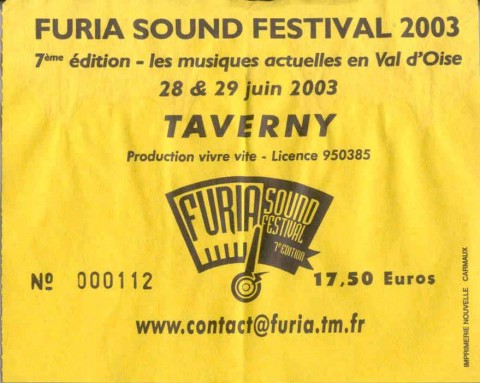 FURIA SOUND FESTIVAL 2003
7ème édition - les musiques actuelles en Val d'Oise
28 & 29 juin 2003
TAVERNY
Production vivre vite - Licence 950385
FURIA SOUND
FESTIVAL
7e EDITION
Nº 000112
17,50 Euros
www.contact@furia.tm.fr
IMPRIMERIE NOUVELLE CARMAUX